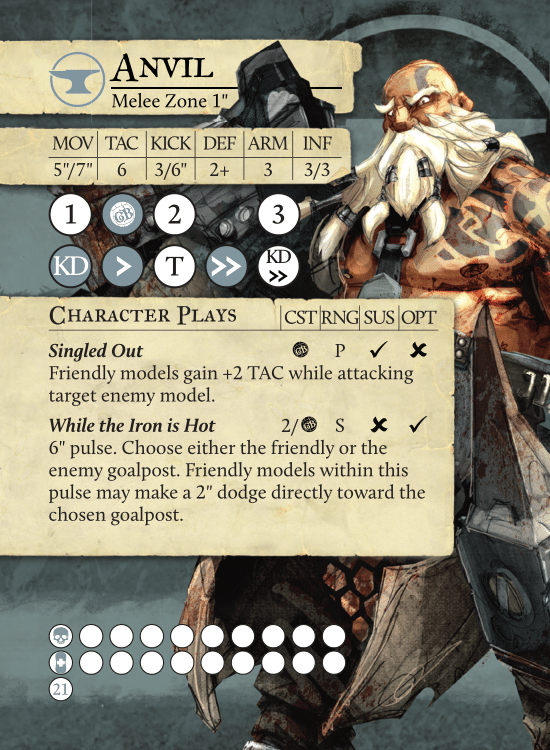 ANVIL
Melee Zone 1"
MOV TAC KICK DEF ARM INF
5"/7" 6 3/6" 2+ 3 3/3
1 GB 2 3
KD > T >> KD >>
CHARACTER PLAYS CST RNG SUS OPT
Singled Out GB P ✓ ✗
Friendly models gain +2 TAC while attacking
target enemy model.
While the Iron is Hot 2/GB S ✗ ✓
6" pulse. Choose either the friendly or the
enemy goalpost. Friendly models within this
pulse may make a 2" dodge directly toward the
chosen goalpost.
21